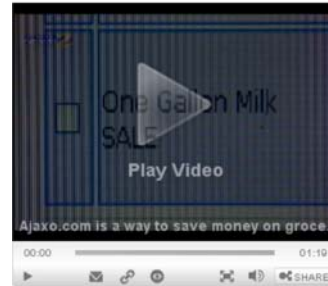 One Gallon Milk
SALE
Play Video
Ajaxo.com is a way to save money on groce
00:00
01:19
SHARE